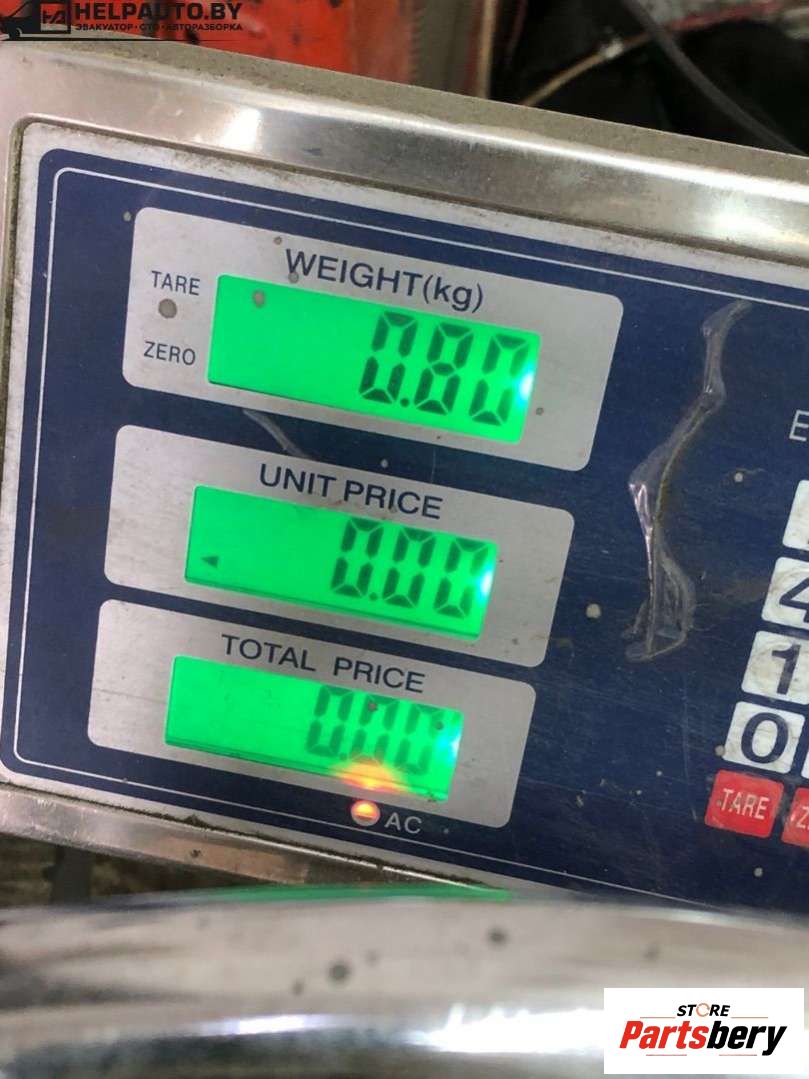 HELPAUTO.BY
ЭВАКУАТОР • СТО • АВТОРАЗБОРКА
WEIGHT(kg)
TARE
ZERO
0.80
UNIT PRICE
0.00
TOTAL PRICE
0.00
AC
E
4
1
0
TARE
Z
STORE
Partsbery